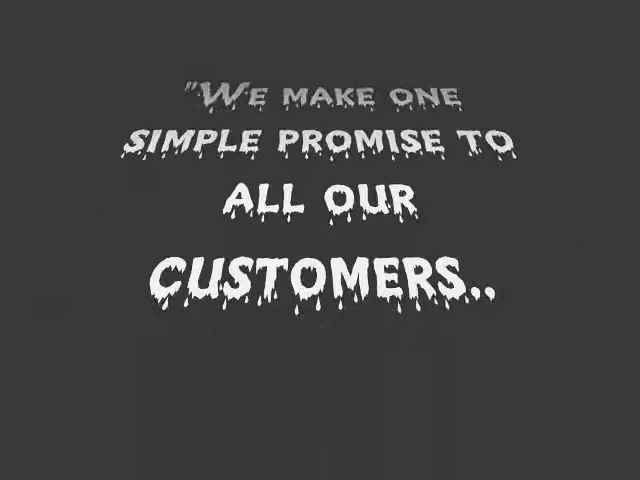 "We make one
simple promise to
all our
customers..